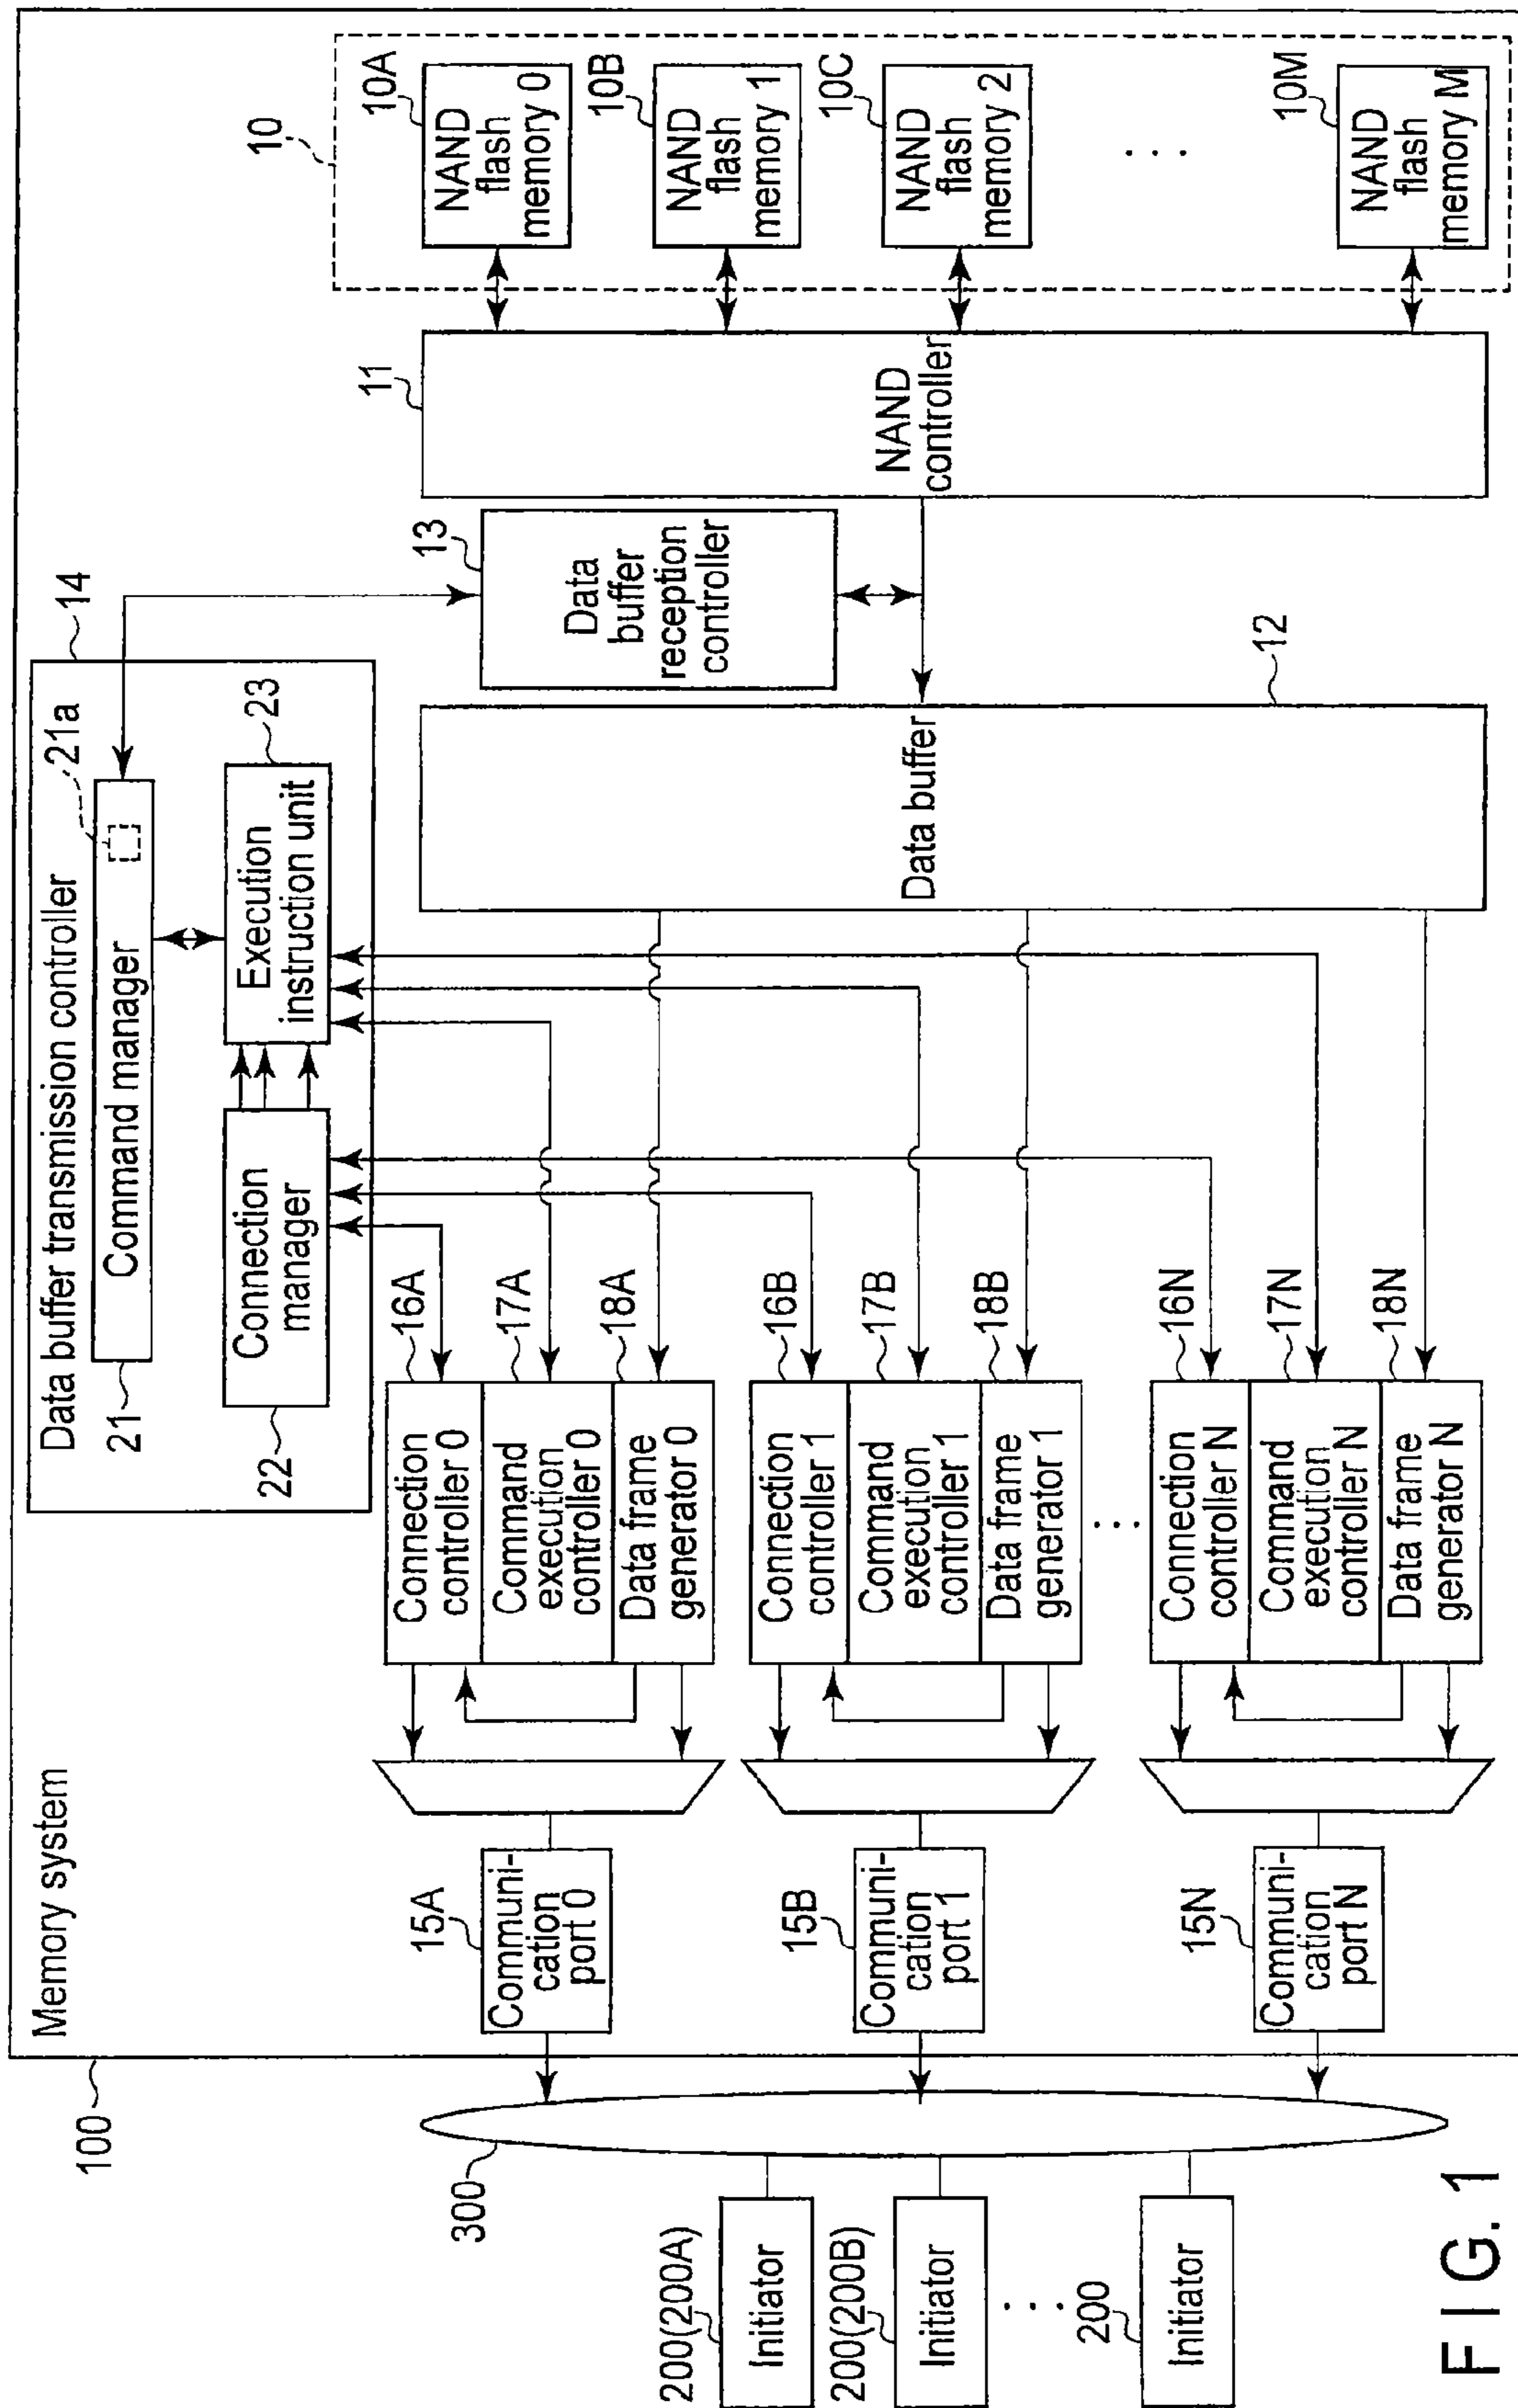 Memory system
100
Data buffer transmission controller
14
21
Command manager
21a
22
Connection
manager
Execution
instruction unit
23
13
Data
buffer
reception
controller
11
NAND
controller
10
10A
NAND
flash
memory 0
10B
NAND
flash
memory 1
10C
NAND
flash
memory 2
. . .
10M
NAND
flash
memory M
Data buffer
12
16A
Connection
controller 0
17A
Command
execution
controller 0
18A
Data frame
generator 0
16B
Connection
controller 1
17B
Command
execution
controller 1
18B
Data frame
generator 1
. . .
16N
Connection
controller N
17N
Command
execution
controller N
18N
Data frame
generator N
15A
Communi-
cation
port 0
15B
Communi-
cation
port 1
15N
Communi-
cation
port N
300
200(200A)
Initiator
200(200B)
Initiator
. . .
200
Initiator
FIG. 1